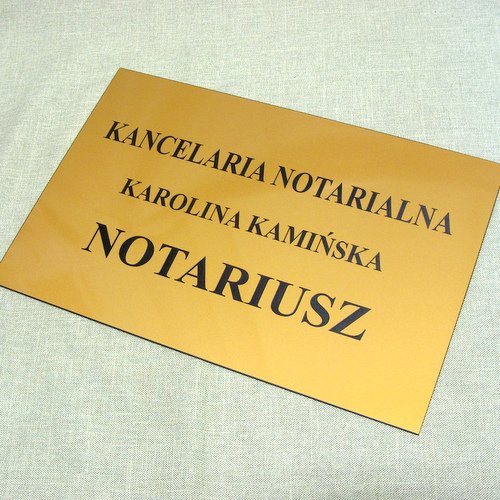 KANCELARIA NOTARIALNA
KAROLINA KAMIŃSKA
NOTARIUSZ